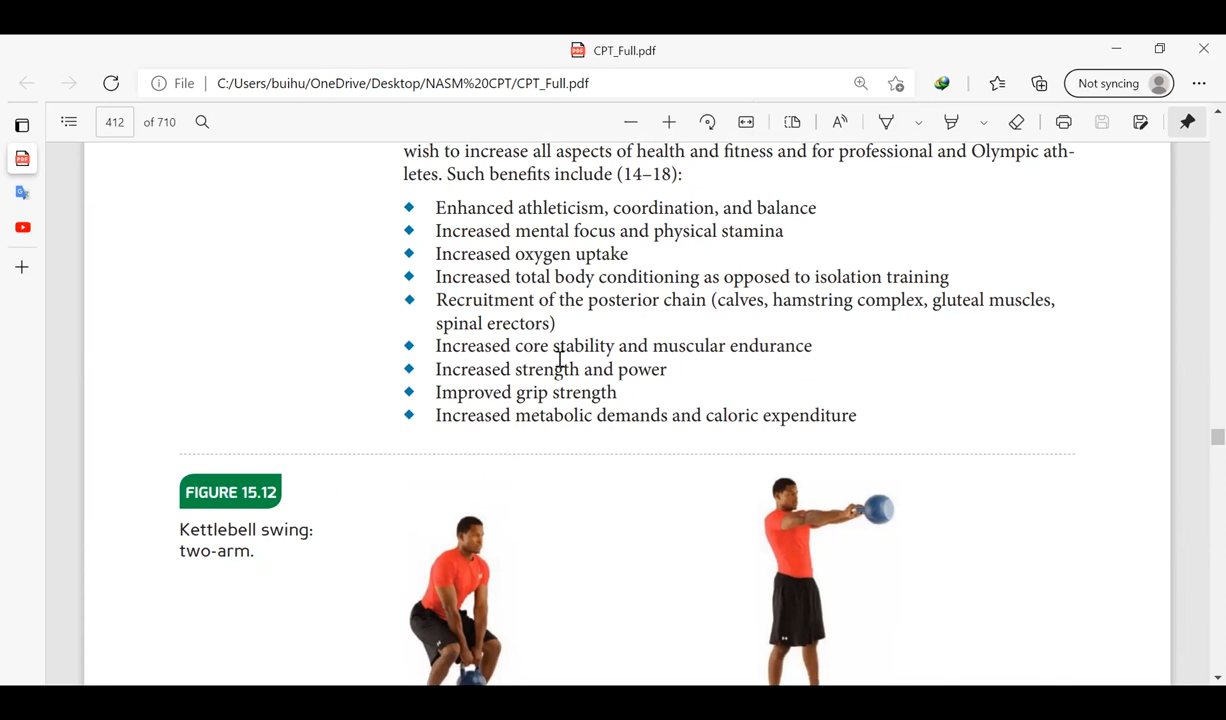 CPT_Full.pdf
File
C:/Users/buihu/OneDrive/Desktop/NASM%20CPT/CPT_Full.pdf
Not syncing
412 of 710
wish to increase all aspects of health and fitness and for professional and Olympic ath-
letes. Such benefits include (14–18):
Enhanced athleticism, coordination, and balance
Increased mental focus and physical stamina
Increased oxygen uptake
Increased total body conditioning as opposed to isolation training
Recruitment of the posterior chain (calves, hamstring complex, gluteal muscles,
spinal erectors)
Increased core stability and muscular endurance
Increased strength and power
Improved grip strength
Increased metabolic demands and caloric expenditure
FIGURE 15.12
Kettlebell swing:
two-arm.